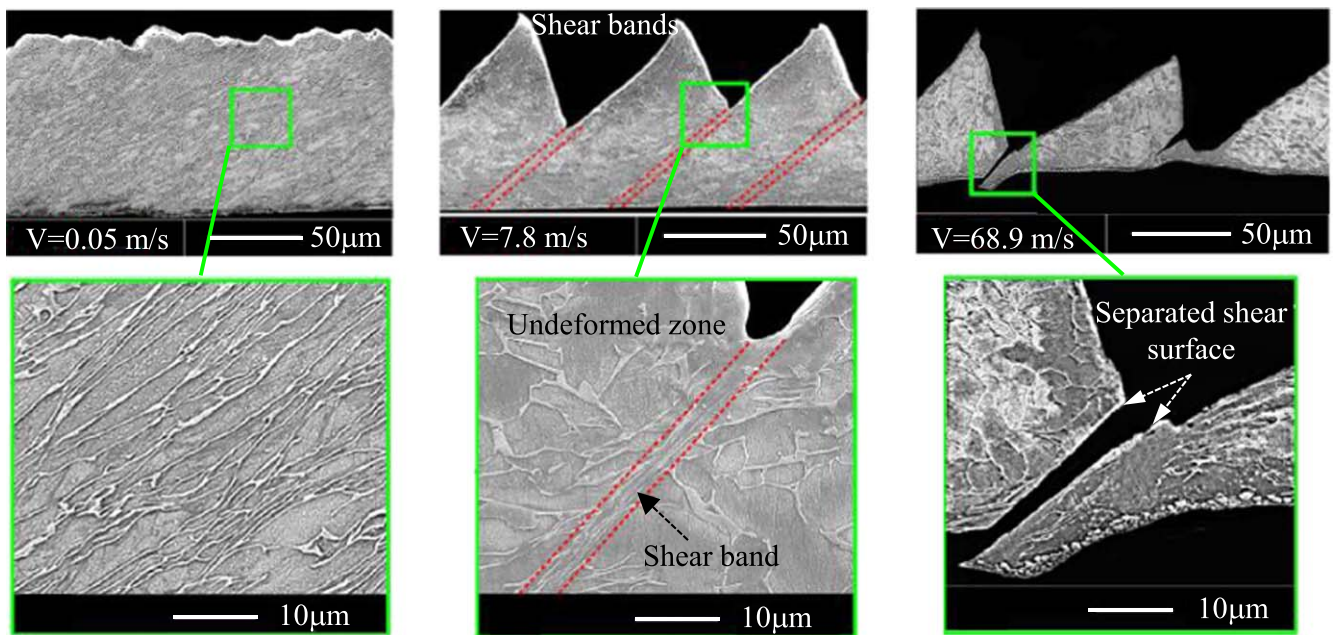 Shear bands
V=0.05 m/s
50μm
V=7.8 m/s
50μm
V=68.9 m/s
50μm
10μm
Undeformed zone
Shear band
10μm
Separated shear
surface
10μm